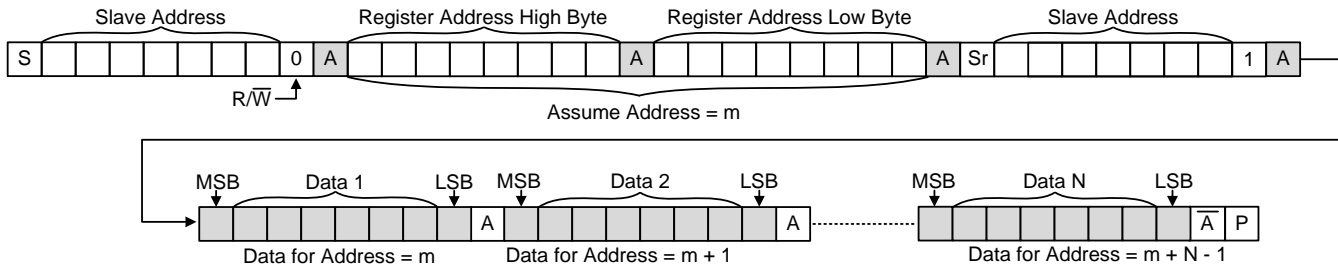 Slave Address Register Address High Byte Register Address Low Byte Slave Address
S 0 A A A Sr 1 A
R/W̅
Assume Address = m
MSB Data 1 LSB MSB Data 2 LSB MSB Data N LSB
A A A̅ P
Data for Address = m Data for Address = m + 1 Data for Address = m + N - 1